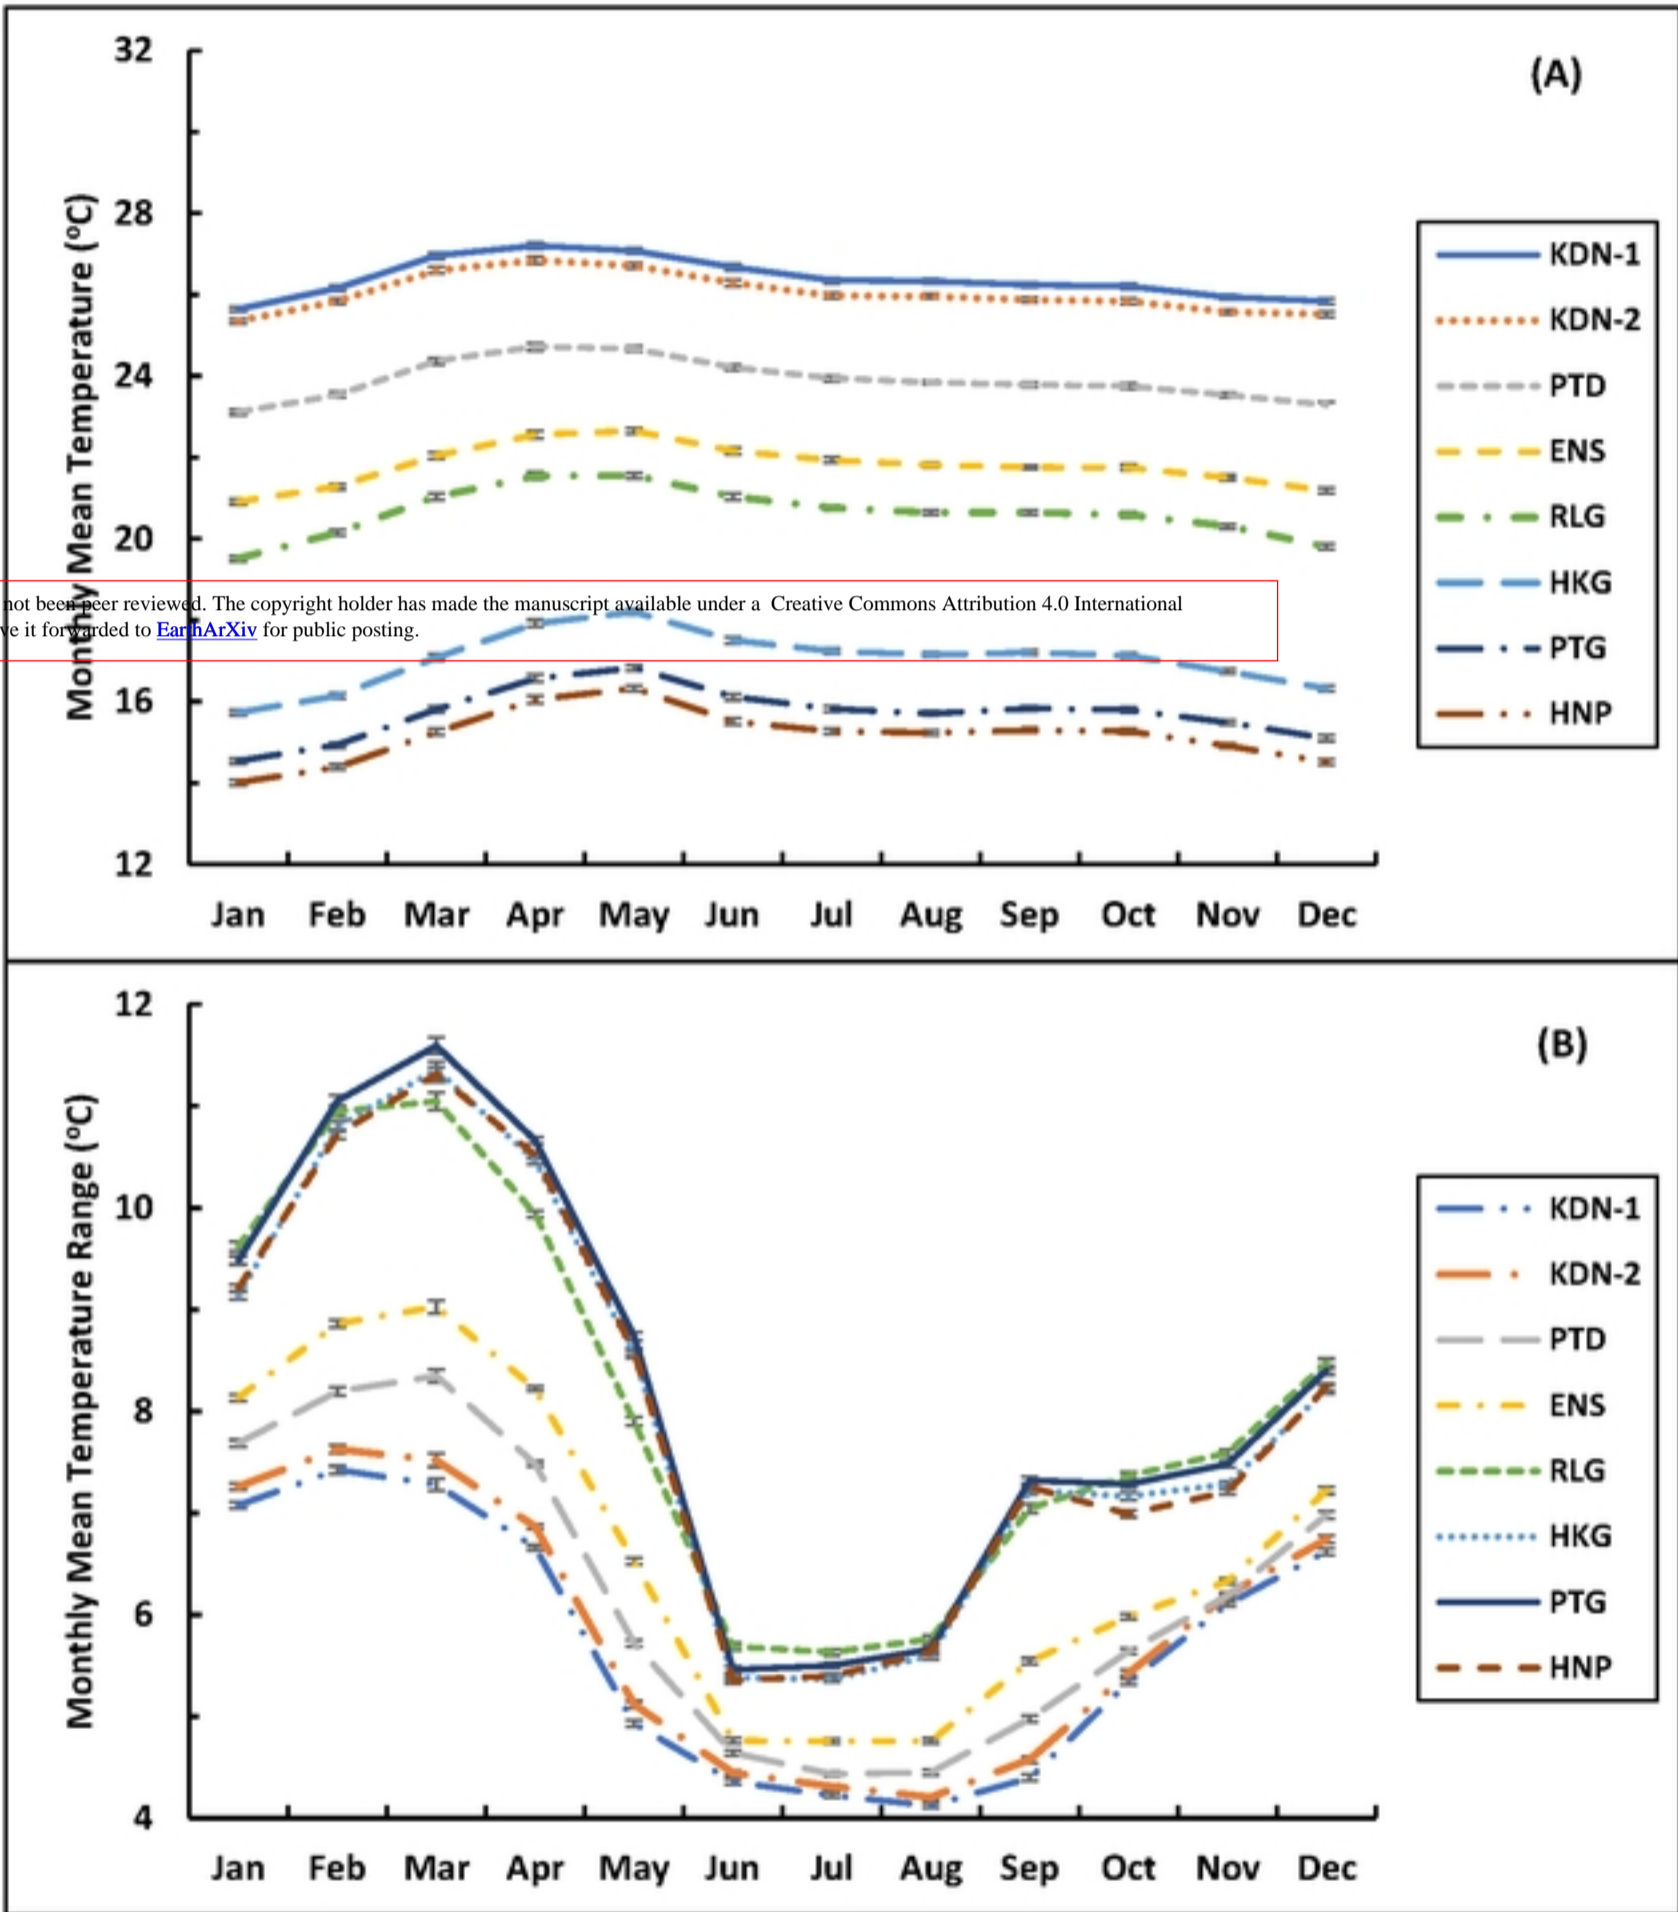 32
(A)
28
24
20
16
12
Monthly Mean Temperature (°C)
KDN-1
KDN-2
PTD
ENS
RLG
HKG
PTG
HNP
not been peer reviewed. The copyright holder has made the manuscript available under a Creative Commons Attribution 4.0 International
ve it forwarded to EarthArXiv for public posting.
Jan Feb Mar Apr May Jun Jul Aug Sep Oct Nov Dec
12
(B)
10
8
6
4
Monthly Mean Temperature Range (°C)
KDN-1
KDN-2
PTD
ENS
RLG
HKG
PTG
HNP
Jan Feb Mar Apr May Jun Jul Aug Sep Oct Nov Dec